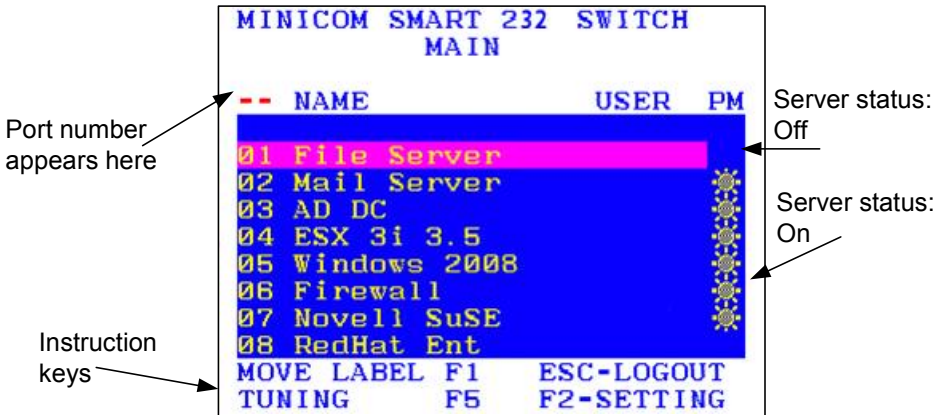 MINICOM SMART 232 SWITCH
MAIN
-- NAME USER PM
01 File Server
02 Mail Server
03 AD DC
04 ESX 3i 3.5
05 Windows 2008
06 Firewall
07 Novell SuSE
08 RedHat Ent
MOVE LABEL F1 ESC-LOGOUT
TUNING F5 F2-SETTING
Port number
appears here
Instruction
keys
Server status:
Off
Server status:
On